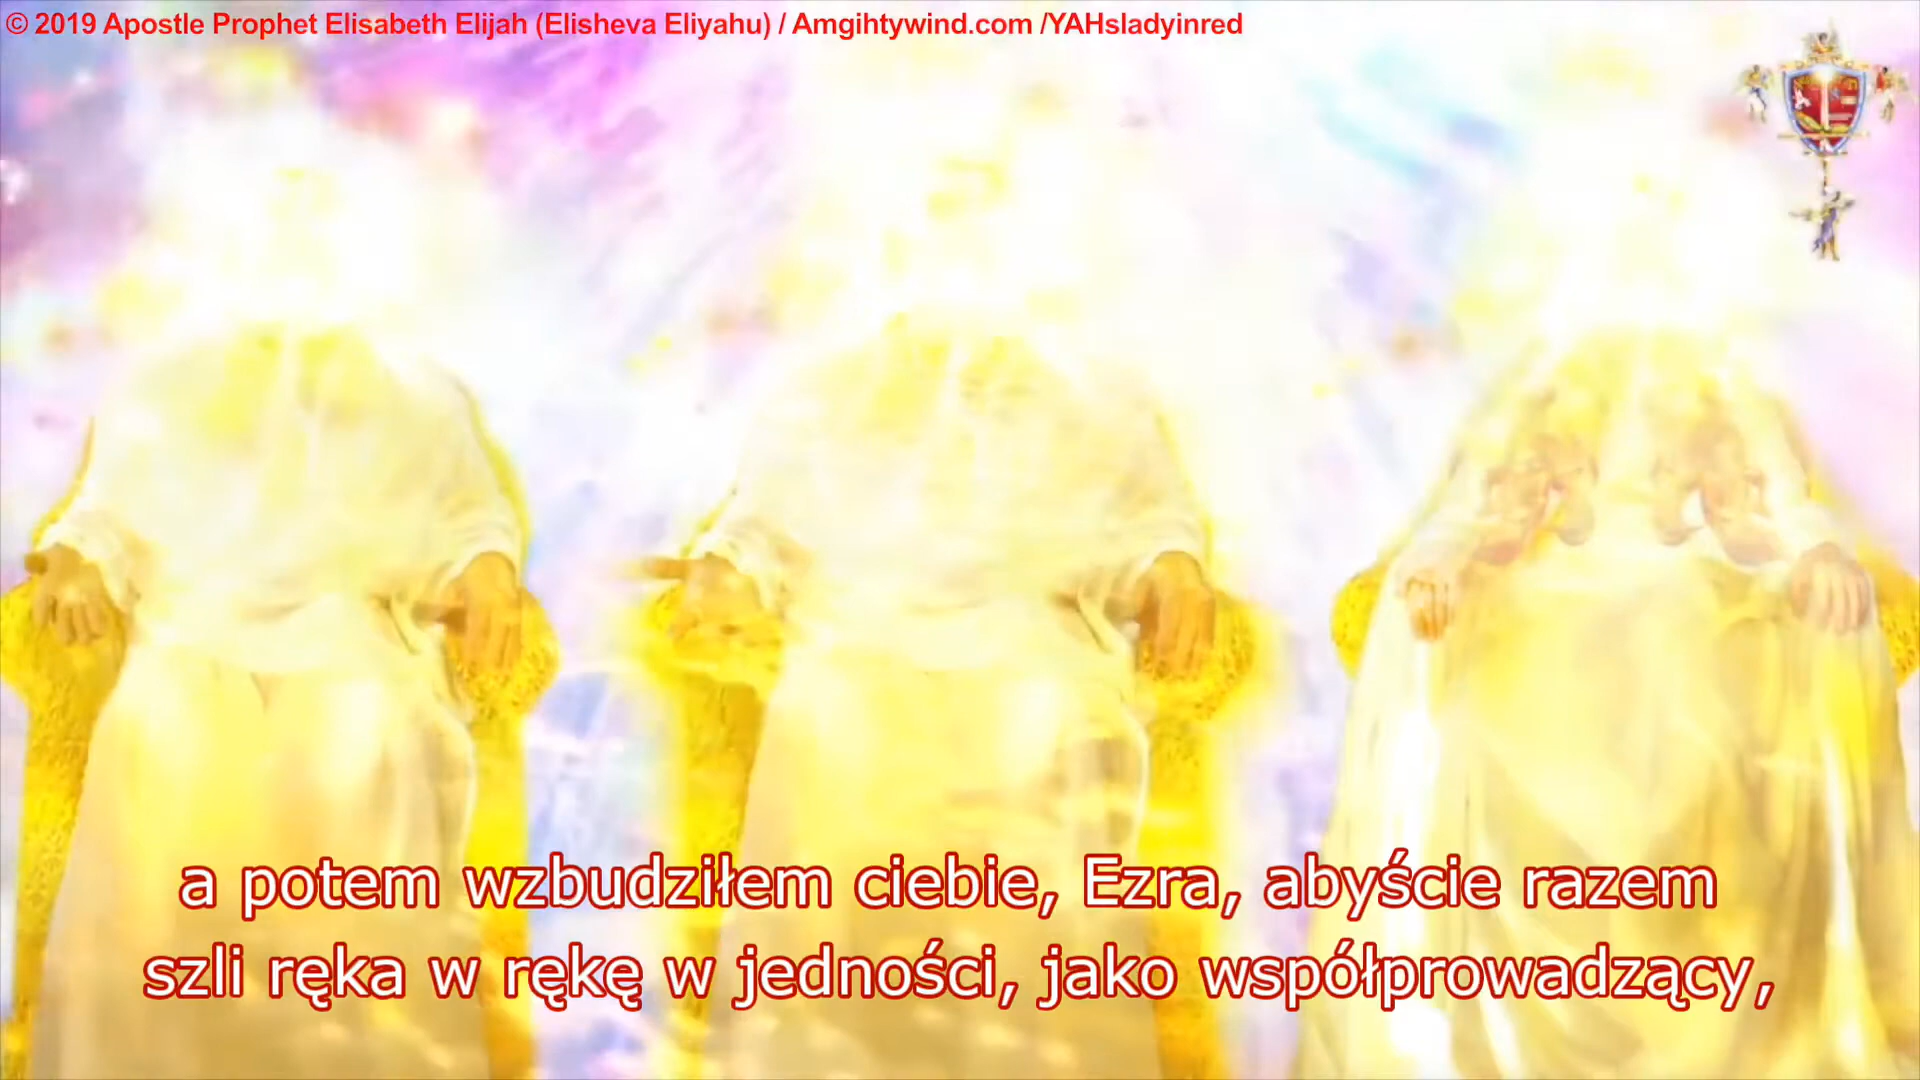 © 2019 Apostle Prophet Elisabeth Elijah (Elisheva Eliyahu) / Amgihtywind.com /YAHsladyinred
a potem wzbudziłem ciebie, Ezra, abyście razem
szli ręka w rękę w jedności, jako współprowadzący,